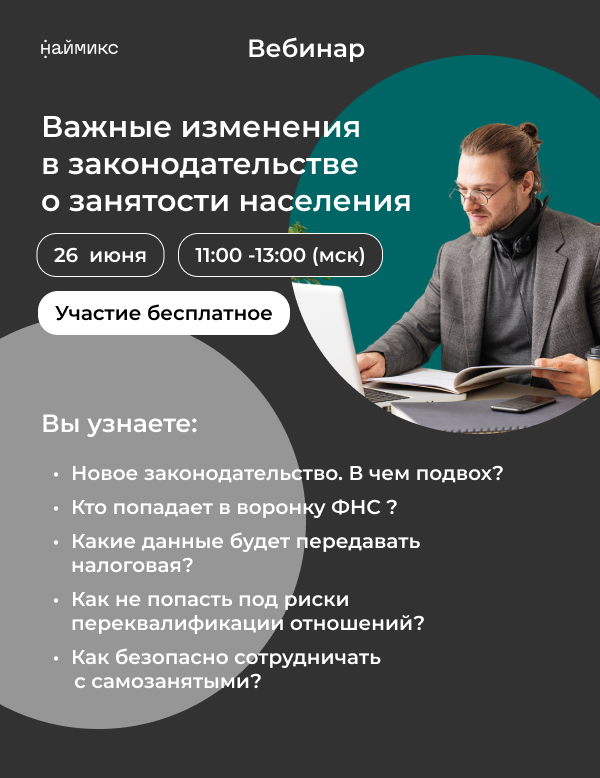 наймикс
Вебинар
Важные изменения
в законодательстве
о занятости населения
26 июня
11:00 -13:00 (мск)
Участие бесплатное
Вы узнаете:
• Новое законодательство. В чем подвох?
• Кто попадает в воронку ФНС ?
• Какие данные будет передавать
налоговая?
• Как не попасть под риски
переквалификации отношений?
• Как безопасно сотрудничать
с самозанятыми?